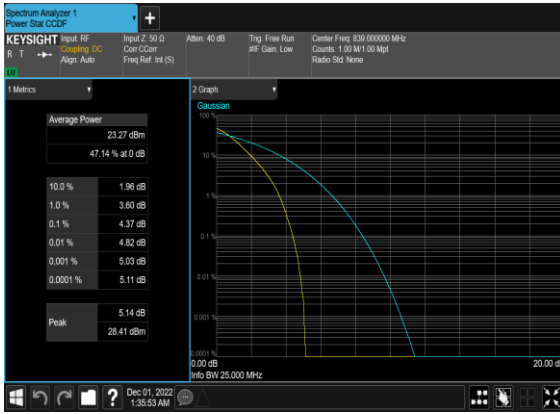 Spectrum Analyzer 1
Power Stat CCDF
+
KEYSIGHT
R T
Input: RF
Coupling: DC
Align: Auto
Input Z: 50 Ω
Corr CCorr
Freq Ref: Int (S)
Atten: 40 dB
Trig: Free Run
#IF Gain: Low
Center Freq: 839.000000 MHz
Counts: 1.00 M/1.00 Mpt
Radio Std: None
1 Metrics
Average Power
23.27 dBm
47.14 % at 0 dB
10.0 % 1.96 dB
1.0 % 3.60 dB
0.1 % 4.37 dB
0.01 % 4.82 dB
0.001 % 5.03 dB
0.0001 % 5.11 dB
Peak
5.14 dB
28.41 dBm
2 Graph
Gaussian
100 %
10 %
1 %
0.1 %
0.01 %
0.001 %
0.0001 %
0.00 dB
20.00 d
Info BW 25.000 MHz
?
Dec 01, 2022
1:35:53 AM